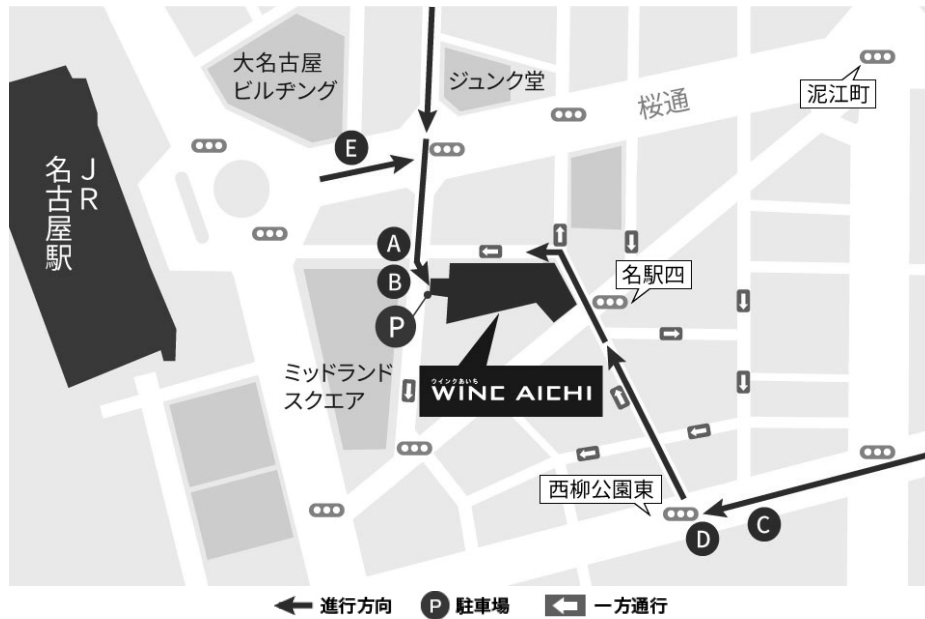 大名古屋
ビルヂング
ジュンク堂
桜通
泥江町
E
JR
名古屋駅
A
B
P
名駅四
ミッドランド
スクエア
ウインクあいち
WINC AICHI
西柳公園東
D
C
進行方向
P 駐車場
一方通行